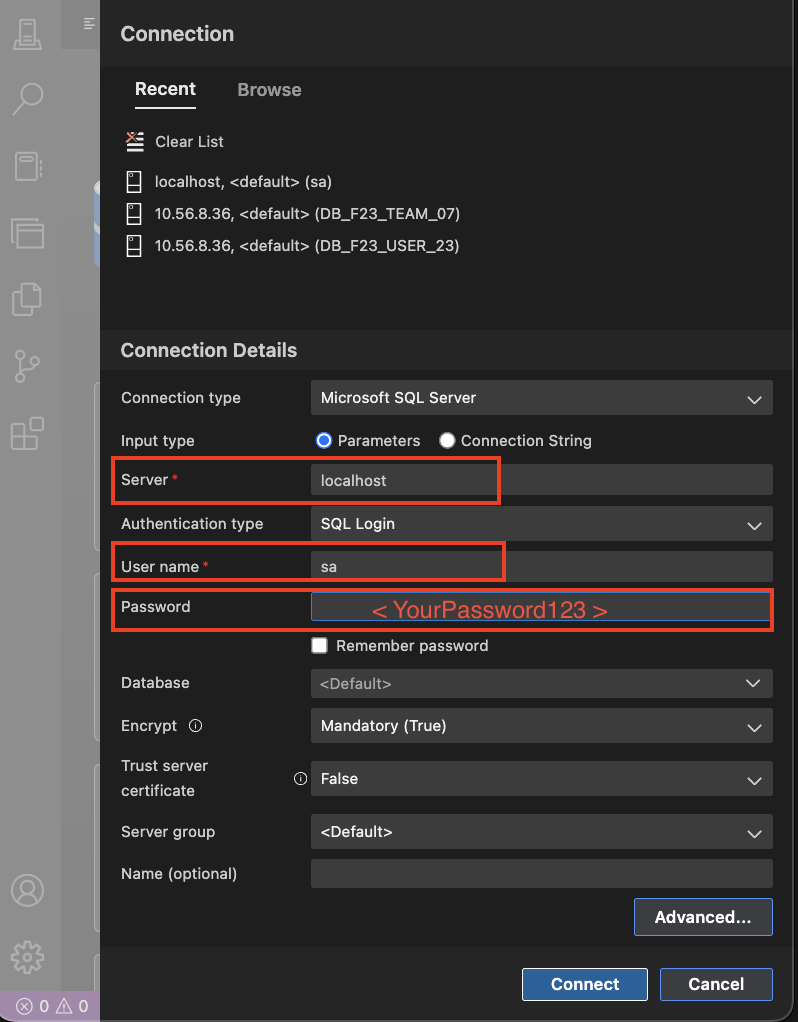 Connection
Recent Browse
Clear List
localhost, <default> (sa)
10.56.8.36, <default> (DB_F23_TEAM_07)
10.56.8.36, <default> (DB_F23_USER_23)
Connection Details
Connection type Microsoft SQL Server
Input type Parameters Connection String
Server * localhost
Authentication type SQL Login
User name * sa
Password < YourPassword123 >
Remember password
Database <Default>
Encrypt Mandatory (True)
Trust server
certificate False
Server group <Default>
Name (optional)
Advanced...
Connect Cancel
0 0